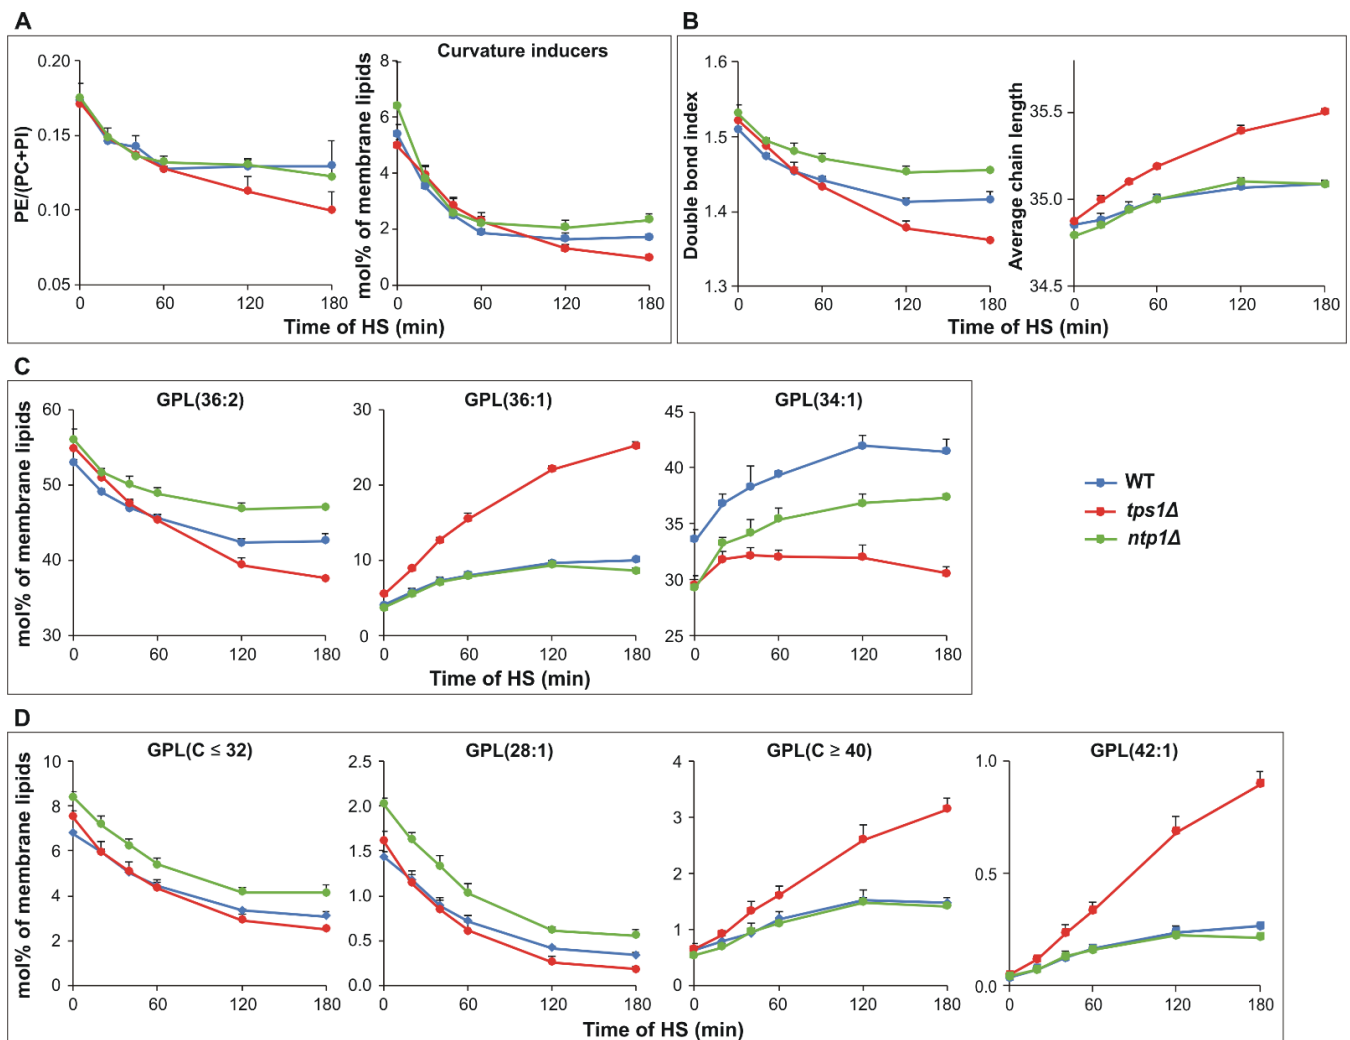 A
B
Curvature inducers
PE/(PC+PI)
0.20
0.15
0.10
0.05
0 60 120 180
mol% of membrane lipids
8
6
4
2
0
0 60 120 180
Time of HS (min)
Double bond index
1.6
1.5
1.4
1.3
0 60 120 180
Average chain length
35.5
35.0
34.5
0 60 120 180
Time of HS (min)
C
GPL(36:2)
GPL(36:1)
GPL(34:1)
mol% of membrane lipids
60
50
40
30
0 60 120 180
30
20
10
0
0 60 120 180
45
40
35
30
25
0 60 120 180
Time of HS (min)
WT
tps1Δ
ntp1Δ
D
GPL(C ≤ 32)
GPL(28:1)
GPL(C ≥ 40)
GPL(42:1)
mol% of membrane lipids
10
8
6
4
2
0
0 60 120 180
2.5
2.0
1.5
1.0
0.5
0.0
0 60 120 180
4
3
2
1
0
0 60 120 180
1.0
0.5
0.0
0 60 120 180
Time of HS (min)